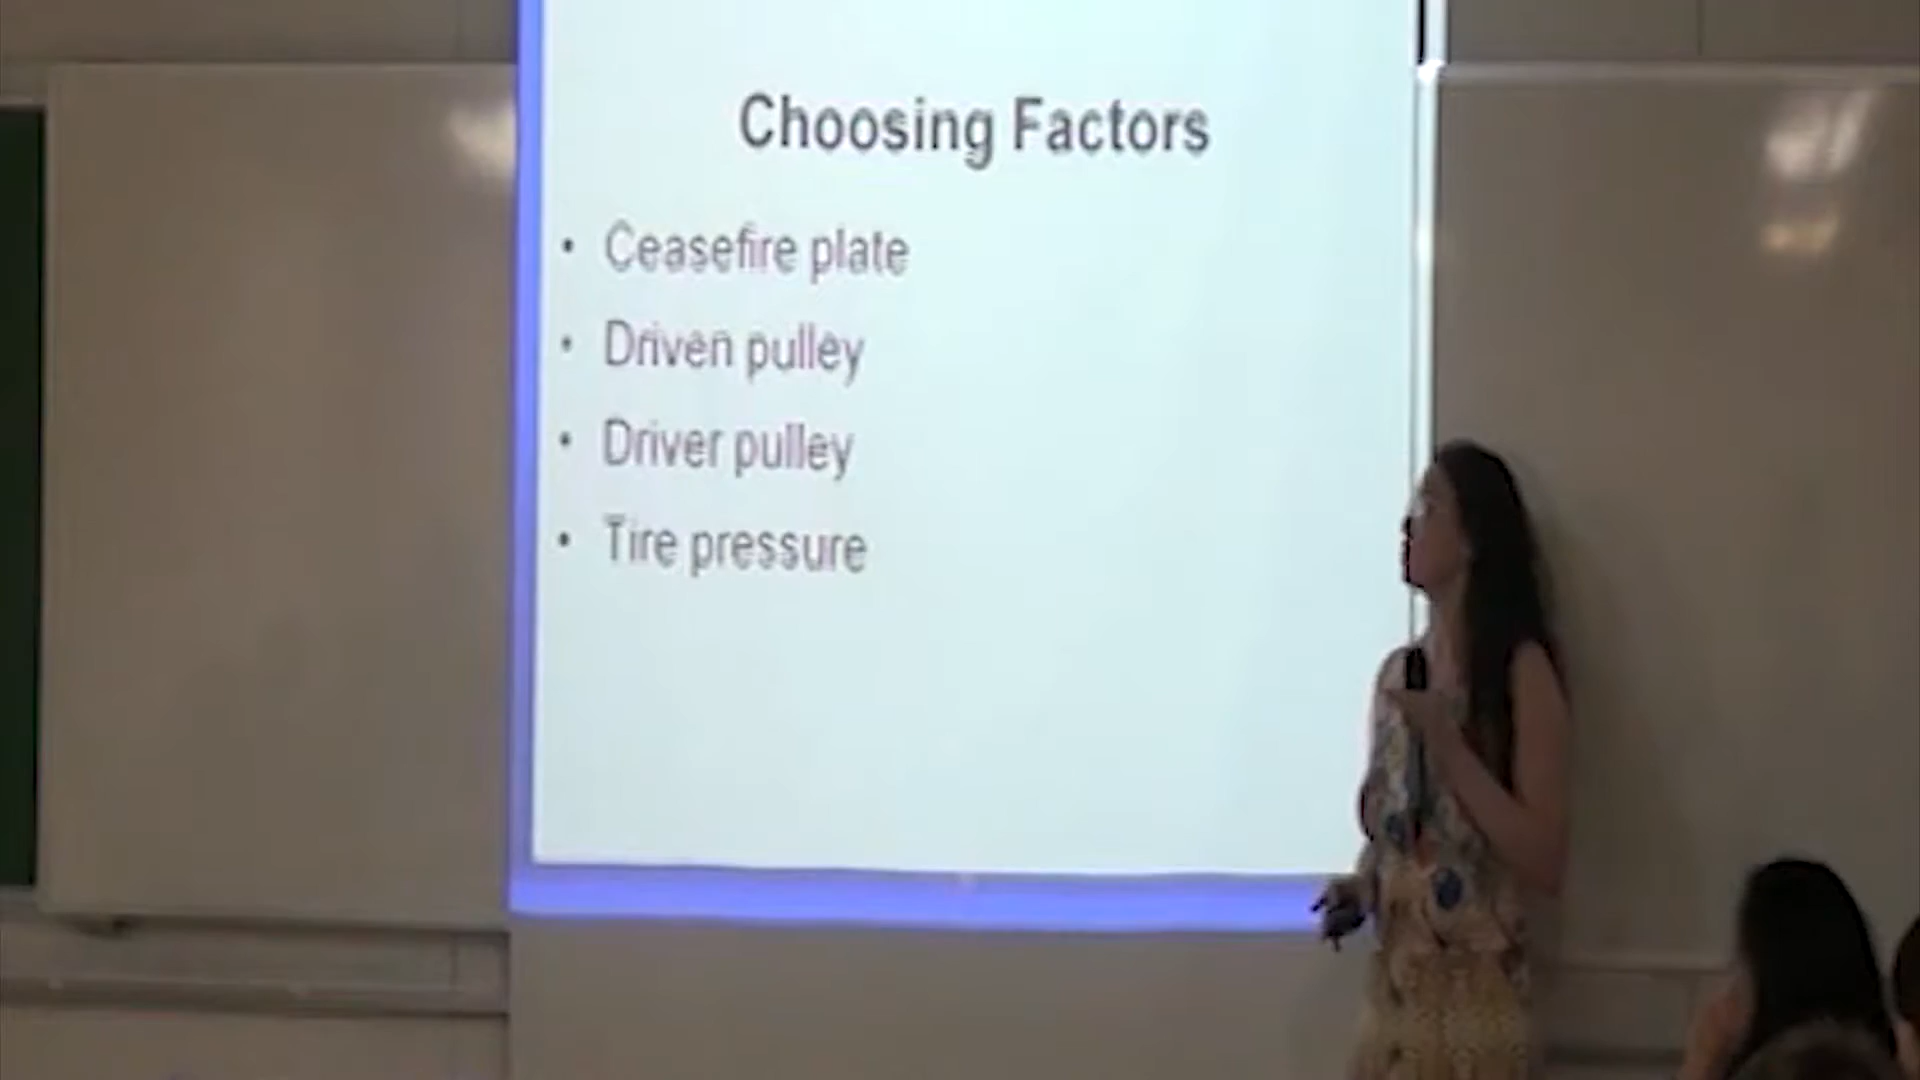 Choosing Factors
• Ceasefire plate
• Driven pulley
• Driver pulley
• Tire pressure